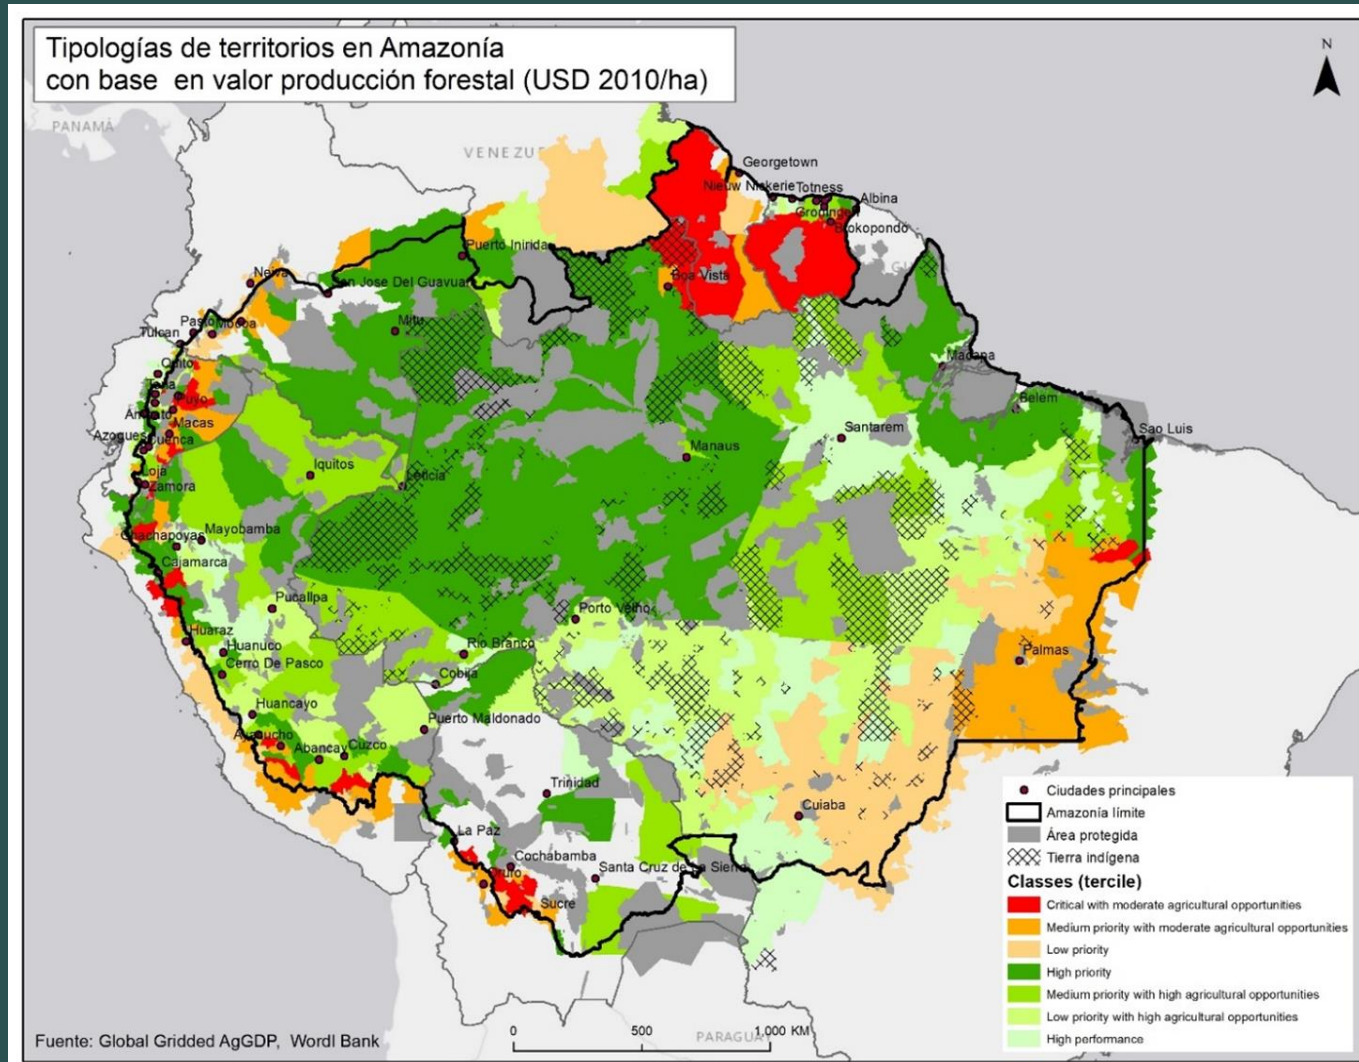 Tipologías de territorios en Amazonía
con base en valor producción forestal (USD 2010/ha)
N
PANAMÁ
VENEZU
Georgetown
Nieuw Nickerie
Totness
Albina
Groningen
Brokopondo
Puerto Inirida
Boa Vista
Neiva
San Jose Del Guavuare
Mitu
Pasto
Mocoa
Tulcan
Quito
Tena
Puyo
Ambato
Macas
Azogues
Cuenca
Loja
Zamora
Macapa
Belem
Sao Luis
Santarem
Manaus
Iquitos
Leticia
Chachapoyas
Mayobamba
Cajamarca
Pucallpa
Porto Velho
Huaraz
Huanuco
Rio Branco
Cerro De Pasco
Cobija
Palmas
Huancayo
Puerto Maldonado
Ayacucho
Abancay
Cuzco
Trinidad
Cuiaba
La Paz
Cochabamba
Oruro
Santa Cruz de La Sierra
Sucre
PARAGUAY
Ciudades principales
Amazonía límite
Área protegida
Tierra indígena
Classes (tercile)
Critical with moderate agricultural opportunities
Medium priority with moderate agricultural opportunities
Low priority
High priority
Medium priority with high agricultural opportunities
Low priority with high agricultural opportunities
High performance
0 500 1,000 KM
Fuente: Global Gridded AgGDP, Wordl Bank